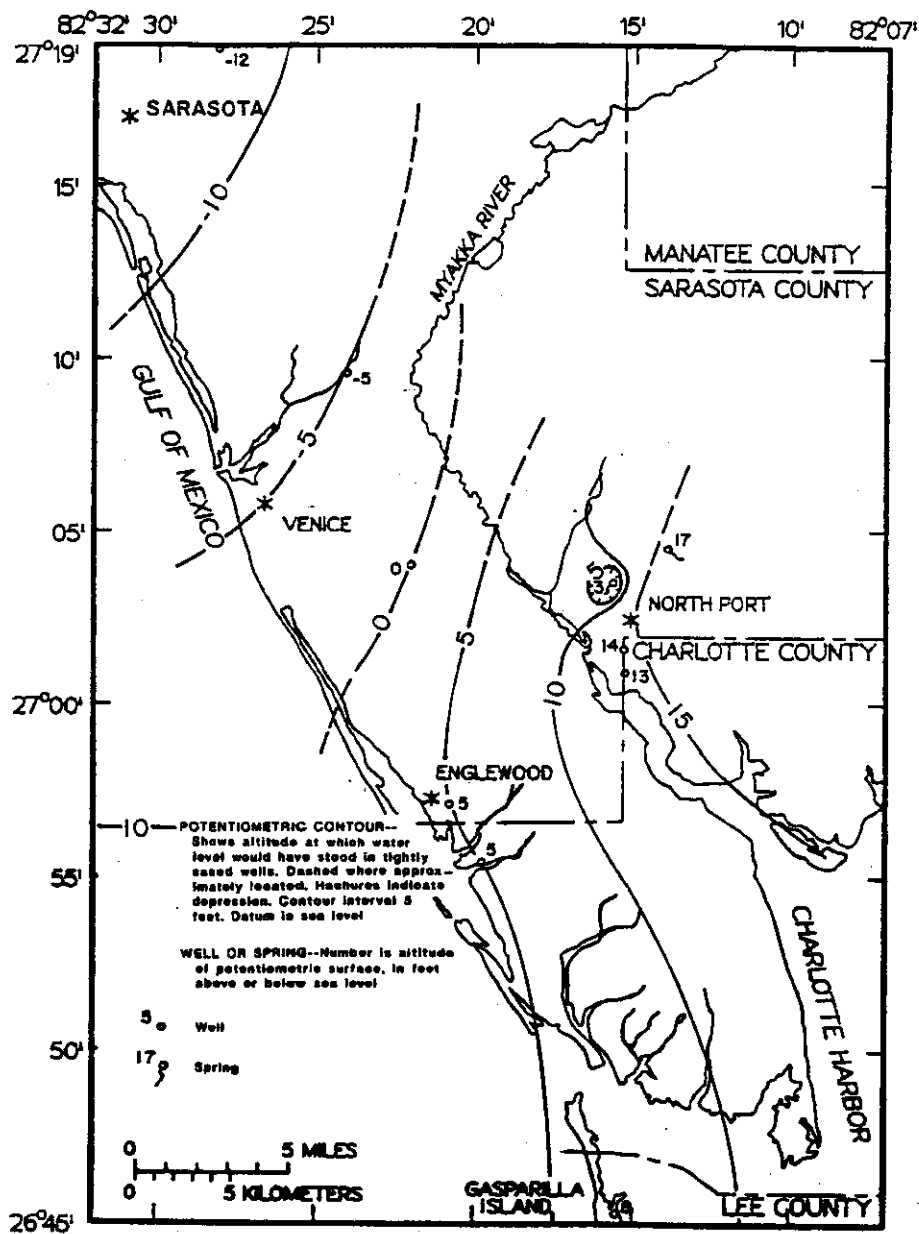 82°32' 30' 25' 20' 15' 10' 82°07'
27°19'
-12
SARASOTA
-10
15'
MYAKKA RIVER
MANATEE COUNTY
SARASOTA COUNTY
10'
-5
GULF OF MEXICO
-5
05'
VENICE
17
0
5
3
NORTH PORT
0
5
14
CHARLOTTE COUNTY
13
10
15
27°00'
ENGLEWOOD
5
10
POTENTIOMETRIC CONTOUR--
Shows altitude at which water
level would have stood in tightly
cased wells. Dashed where approx-
imately located. Hachures indicate
depression. Contour interval 5
feet. Datum is sea level
5
55'
WELL OR SPRING--Number is altitude
of potentiometric surface, in feet
above or below sea level
CHARLOTTE HARBOR
5 Well
50'
17 Spring
0 5 MILES
0 5 KILOMETERS
GASPARILLA
ISLAND
LEE COUNTY
26°45'